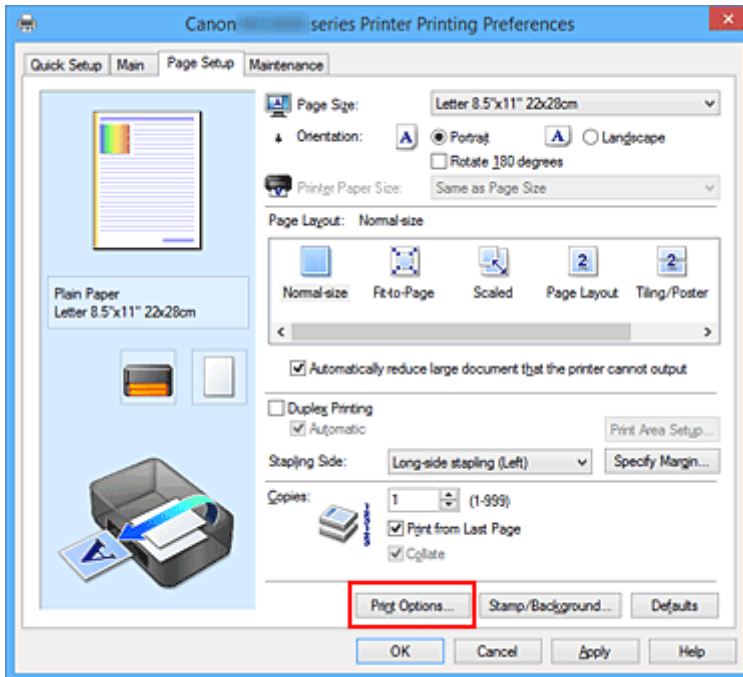 Canon series Printer Printing Preferences
Quick Setup Main Page Setup Maintenance
Page Size: Letter 8.5"x11" 22x28cm
Orientation: A Portrait A Landscape
Rotate 180 degrees
Printer Paper Size: Same as Page Size
Page Layout: Normal-size
Normal-size Fit-to-Page Scaled Page Layout Tiling/Poster
Plain Paper
Letter 8.5"x11" 22x28cm
Automatically reduce large document that the printer cannot output
Duplex Printing
Automatic Print Area Setup...
Stapling Side: Long-side stapling (Left) Specify Margin...
Copies: 1 (1-999)
Print from Last Page
Collate
Print Options... Stamp/Background... Defaults
OK Cancel Apply Help